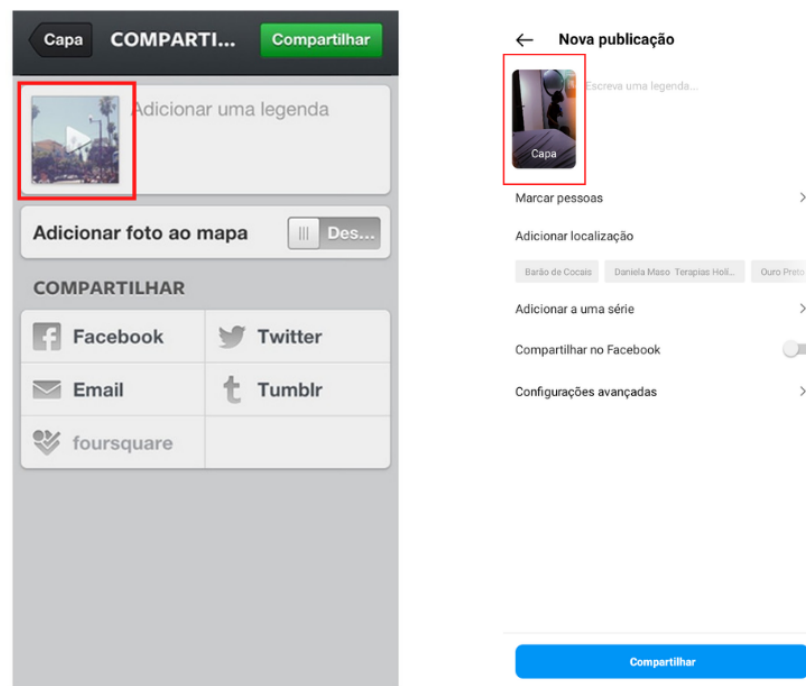 Capa COMPARTI... Compartilhar
Adicionar uma legenda
Adicionar foto ao mapa Des...
COMPARTILHAR
Facebook Twitter
Email Tumblr
foursquare
Nova publicação
Escreva uma legenda...
Capa
Marcar pessoas
Adicionar localização
Barão de Cocais Daniela Maso Terapias Holi... Ouro Preto
Adicionar a uma série
Compartilhar no Facebook
Configurações avançadas
Compartilhar